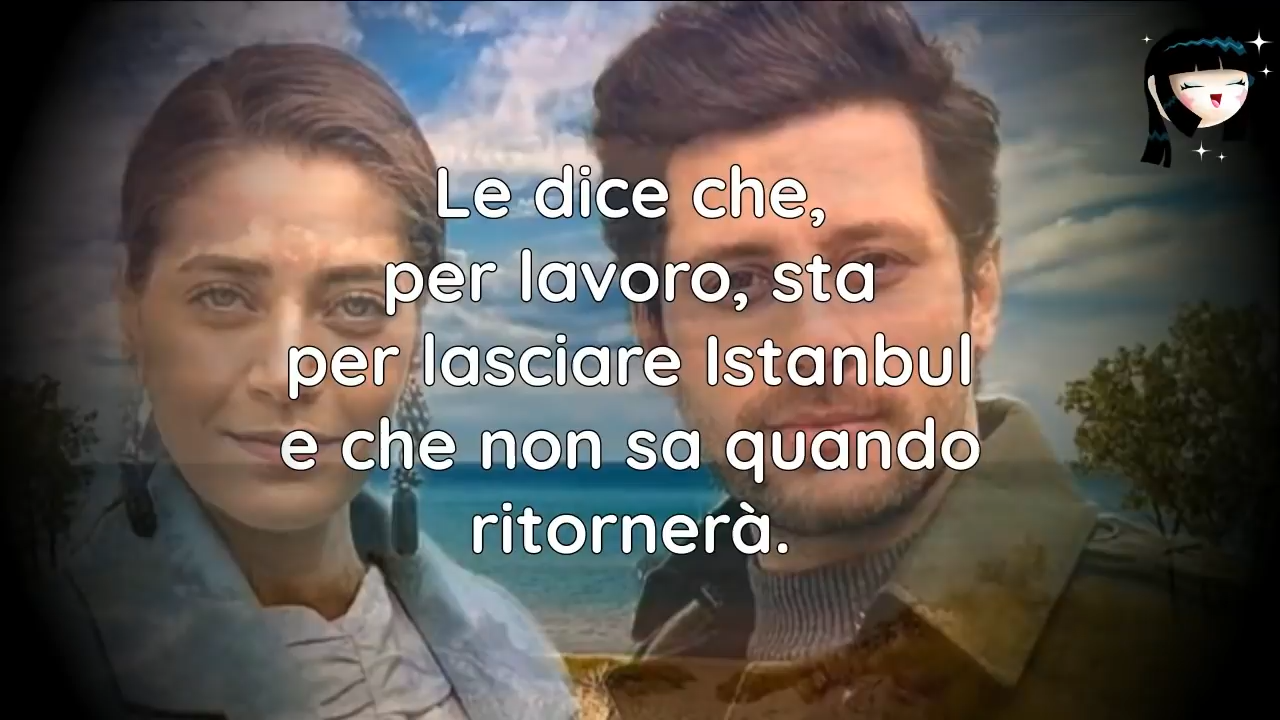 Le dice che,
per lavoro, sta
per lasciare Istanbul
e che non sa quando
ritornerà.